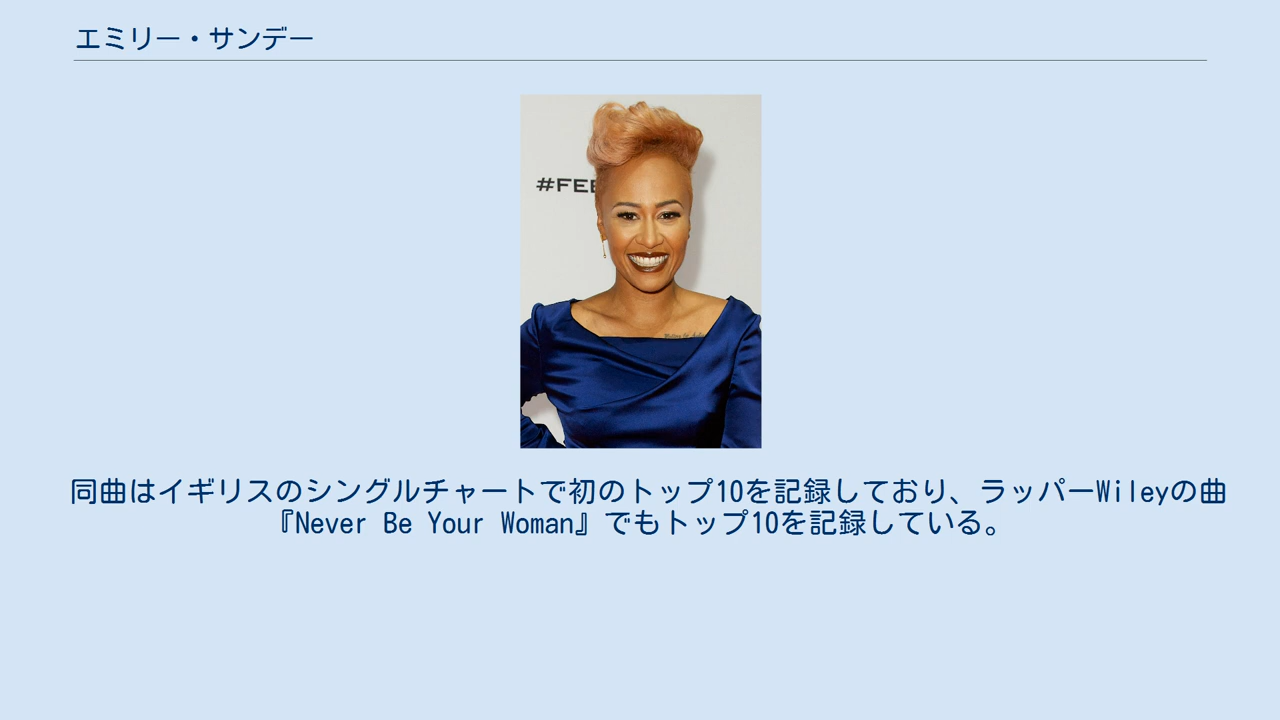 エミリー・サンデー
#FEE
同曲はイギリスのシングルチャートで初のトップ10を記録しており、ラッパーWileyの曲
『Never Be Your Woman』でもトップ10を記録している。